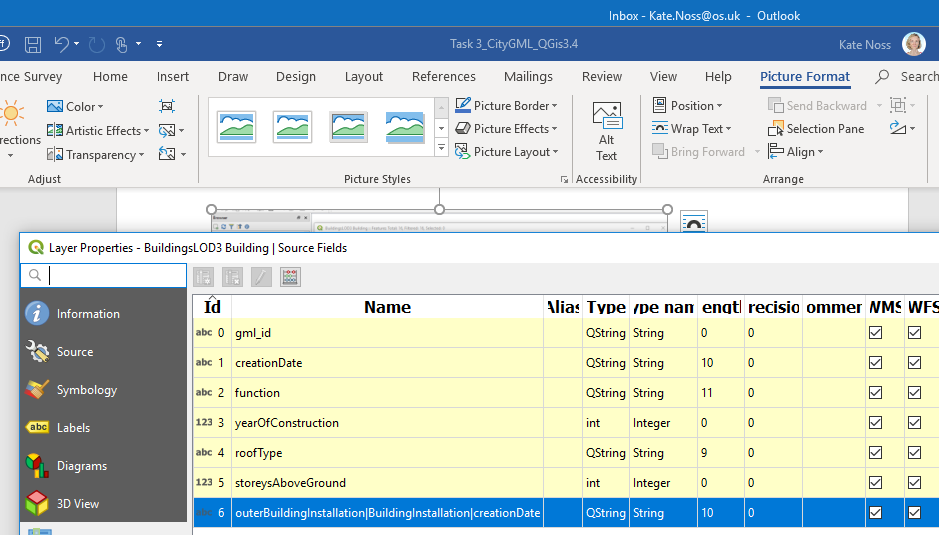 Inbox - Kate.Noss@os.uk - Outlook
Task 3_CityGML_QGis3.4
Kate Noss
nce Survey Home Insert Draw Design Layout References Mailings Review View Help Picture Format Search
rections
Color
Artistic Effects
Transparency
Adjust
Picture Styles
Picture Border
Picture Effects
Picture Layout
Alt
Text
Accessibility
Position
Wrap Text
Bring Forward
Send Backward
Selection Pane
Align
Arrange
Layer Properties - BuildingsLOD3 Building | Source Fields
Information
Source
Symbology
abc Labels
Diagrams
3D View
Id Name Alias Type ype nam engt recisio ommer WMS WFS
abc 0 gml_id QString String 0 0
abc 1 creationDate QString String 10 0
abc 2 function QString String 11 0
123 3 yearOfConstruction int Integer 0 0
abc 4 roofType QString String 9 0
123 5 storeysAboveGround int Integer 0 0
abc 6 outerBuildingInstallation|BuildingInstallation|creationDate QString String 10 0